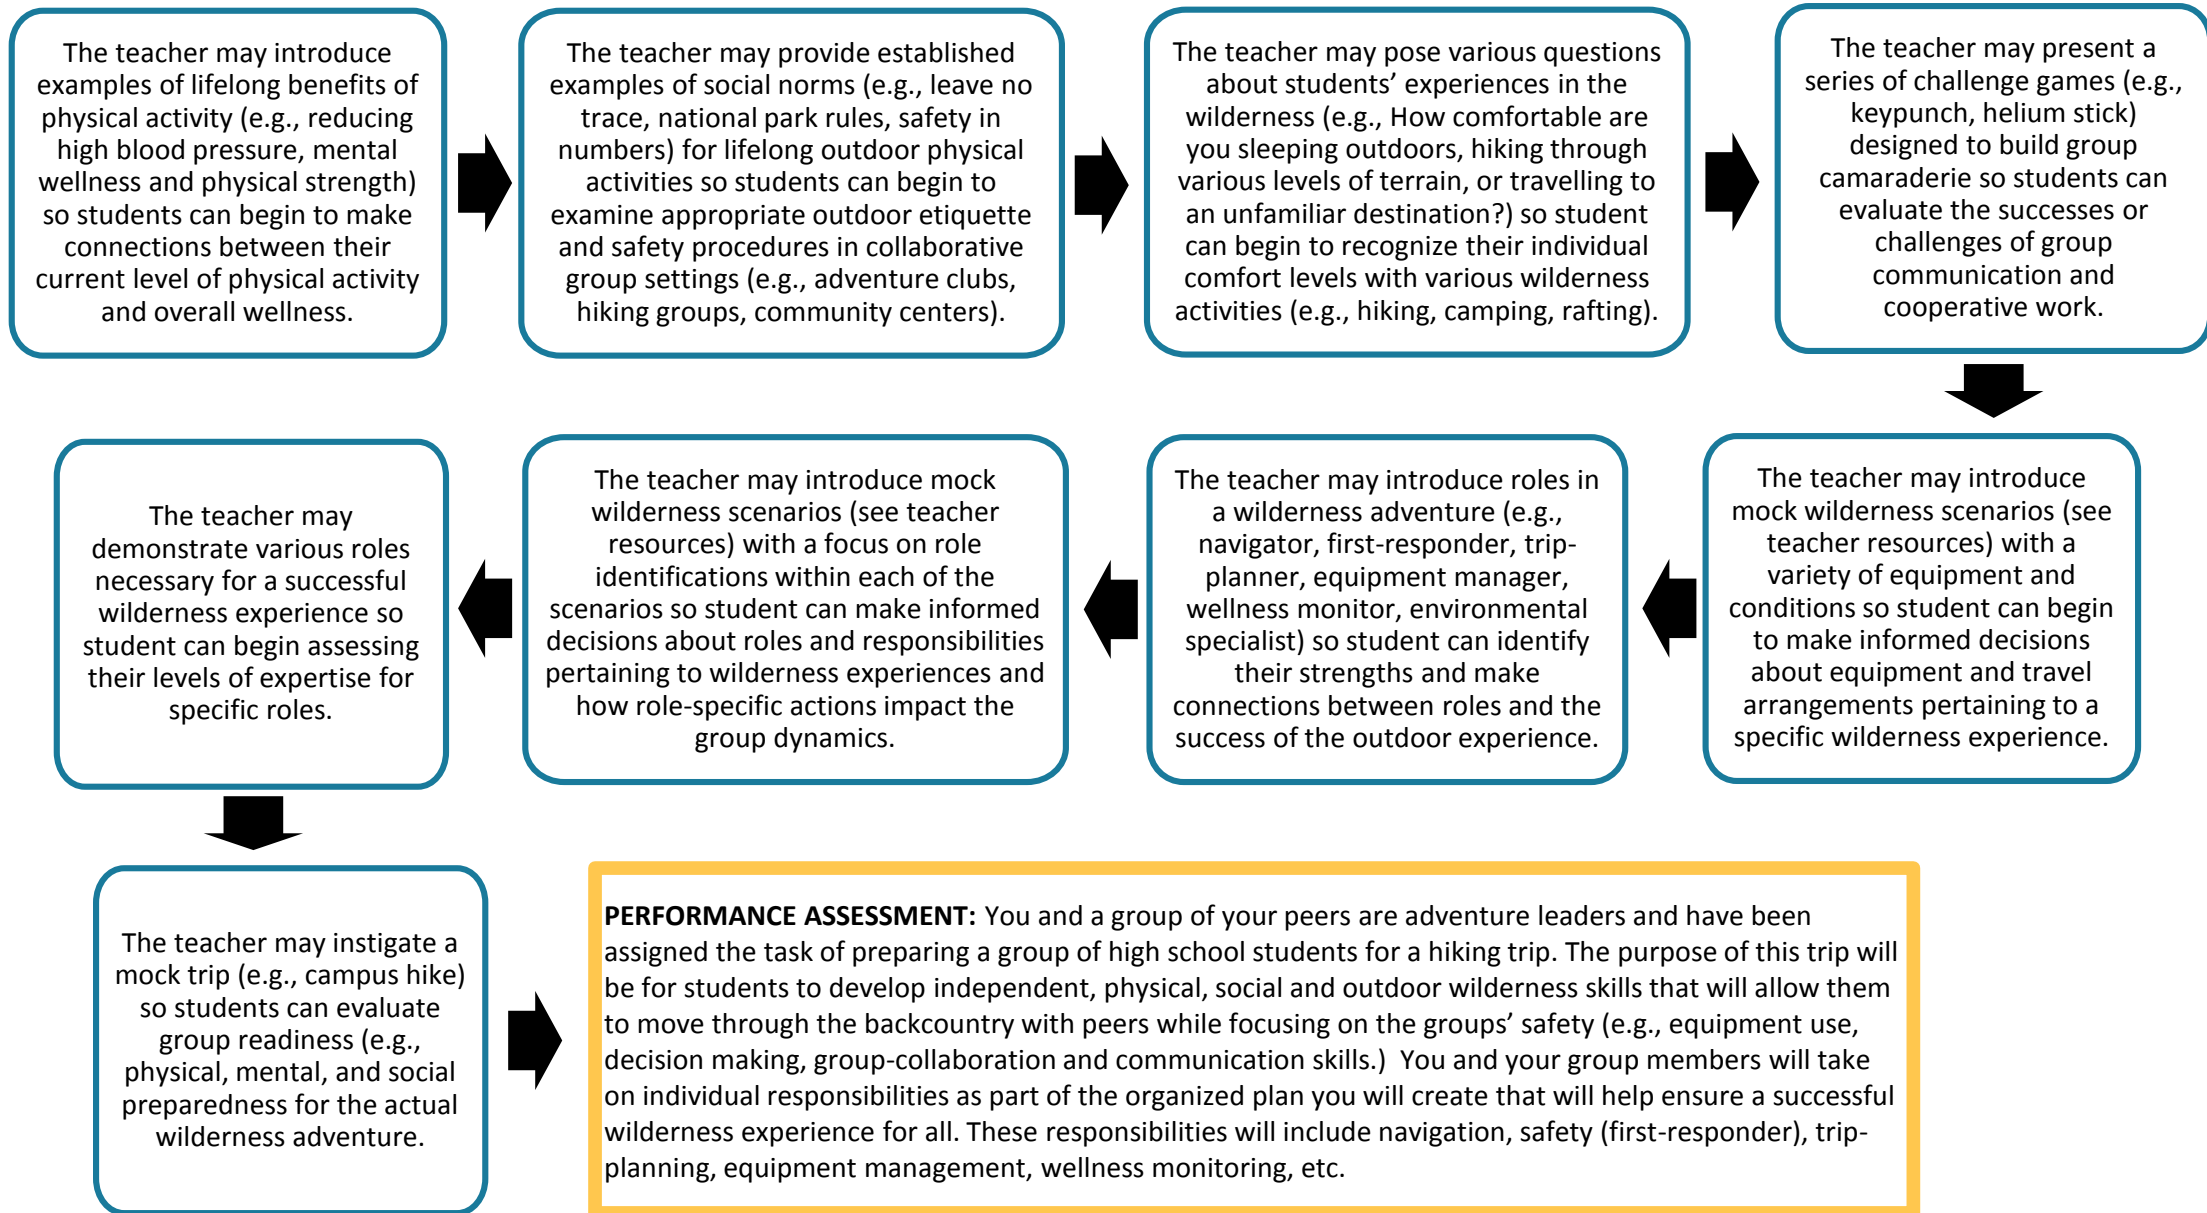 The teacher may introduce
examples of lifelong benefits of
physical activity (e.g., reducing
high blood pressure, mental
wellness and physical strength)
so students can begin to make
connections between their
current level of physical activity
and overall wellness.
The teacher may provide established
examples of social norms (e.g., leave no
trace, national park rules, safety in
numbers) for lifelong outdoor physical
activities so students can begin to
examine appropriate outdoor etiquette
and safety procedures in collaborative
group settings (e.g., adventure clubs,
hiking groups, community centers).
The teacher may pose various questions
about students’ experiences in the
wilderness (e.g., How comfortable are
you sleeping outdoors, hiking through
various levels of terrain, or travelling to
an unfamiliar destination?) so student
can begin to recognize their individual
comfort levels with various wilderness
activities (e.g., hiking, camping, rafting).
The teacher may present a
series of challenge games (e.g.,
keypunch, helium stick)
designed to build group
camaraderie so students can
evaluate the successes or
challenges of group
communication and
cooperative work.
The teacher may introduce
mock wilderness scenarios (see
teacher resources) with a
variety of equipment and
conditions so student can begin
to make informed decisions
about equipment and travel
arrangements pertaining to a
specific wilderness experience.
The teacher may introduce roles in
a wilderness adventure (e.g.,
navigator, first-responder, trip-
planner, equipment manager,
wellness monitor, environmental
specialist) so student can identify
their strengths and make
connections between roles and the
success of the outdoor experience.
The teacher may introduce mock
wilderness scenarios (see teacher
resources) with a focus on role
identifications within each of the
scenarios so student can make informed
decisions about roles and responsibilities
pertaining to wilderness experiences and
how role-specific actions impact the
group dynamics.
The teacher may
demonstrate various roles
necessary for a successful
wilderness experience so
student can begin assessing
their levels of expertise for
specific roles.
The teacher may instigate a
mock trip (e.g., campus hike)
so students can evaluate
group readiness (e.g.,
physical, mental, and social
preparedness for the actual
wilderness adventure.
PERFORMANCE ASSESSMENT: You and a group of your peers are adventure leaders and have been
assigned the task of preparing a group of high school students for a hiking trip. The purpose of this trip will
be for students to develop independent, physical, social and outdoor wilderness skills that will allow them
to move through the backcountry with peers while focusing on the groups’ safety (e.g., equipment use,
decision making, group-collaboration and communication skills.) You and your group members will take
on individual responsibilities as part of the organized plan you will create that will help ensure a successful
wilderness experience for all. These responsibilities will include navigation, safety (first-responder), trip-
planning, equipment management, wellness monitoring, etc.